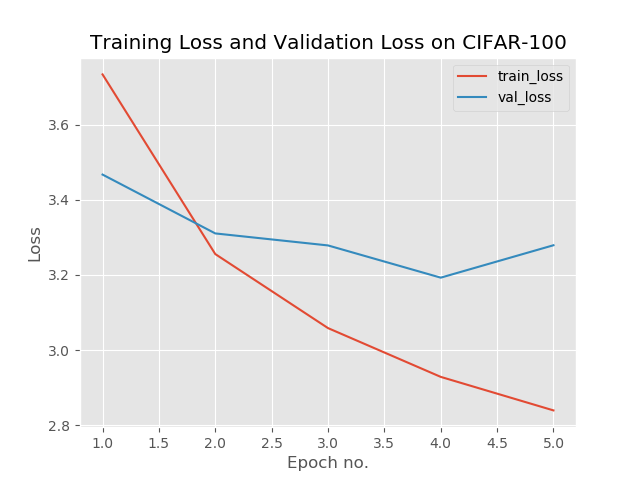 Training Loss and Validation Loss on CIFAR-100
train_loss
val_loss
3.6
3.4
3.2
3.0
2.8
Loss
1.0 1.5 2.0 2.5 3.0 3.5 4.0 4.5 5.0
Epoch no.